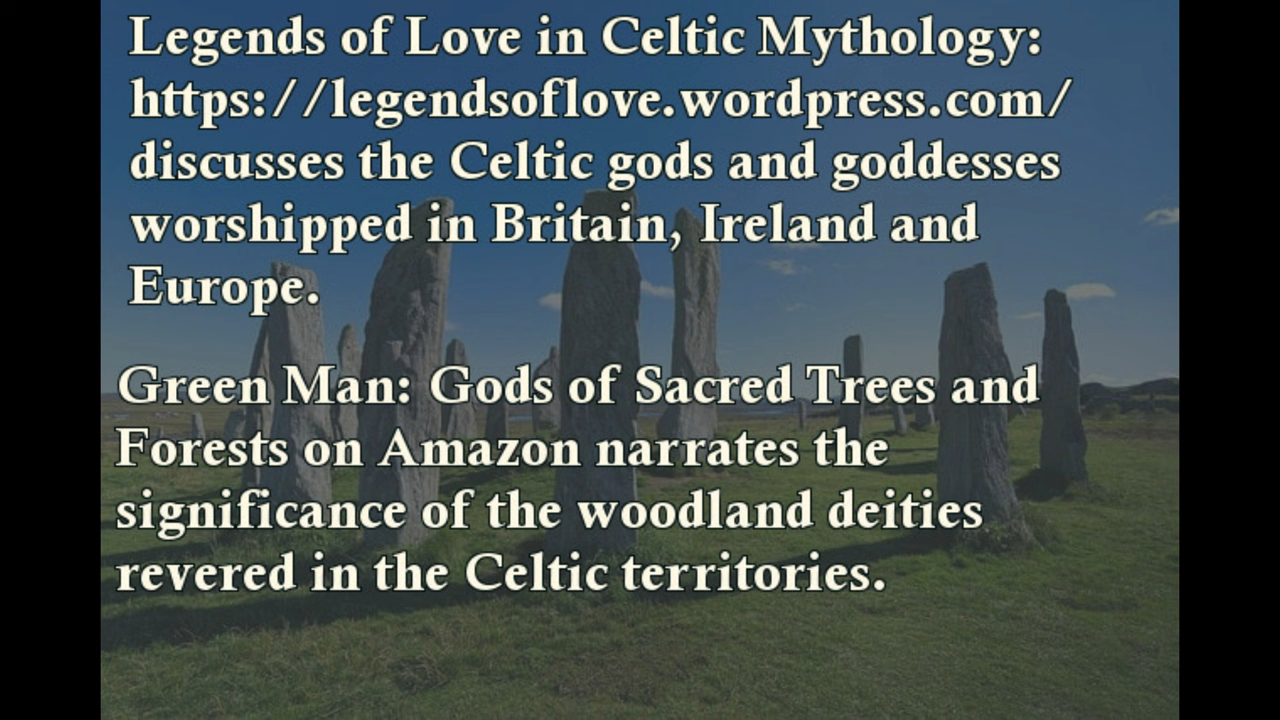 Legends of Love in Celtic Mythology:
https://legendsoflove.wordpress.com/
discusses the Celtic gods and goddesses
worshipped in Britain, Ireland and
Europe.
Green Man: Gods of Sacred Trees and
Forests on Amazon narrates the
significance of the woodland deities
revered in the Celtic territories.